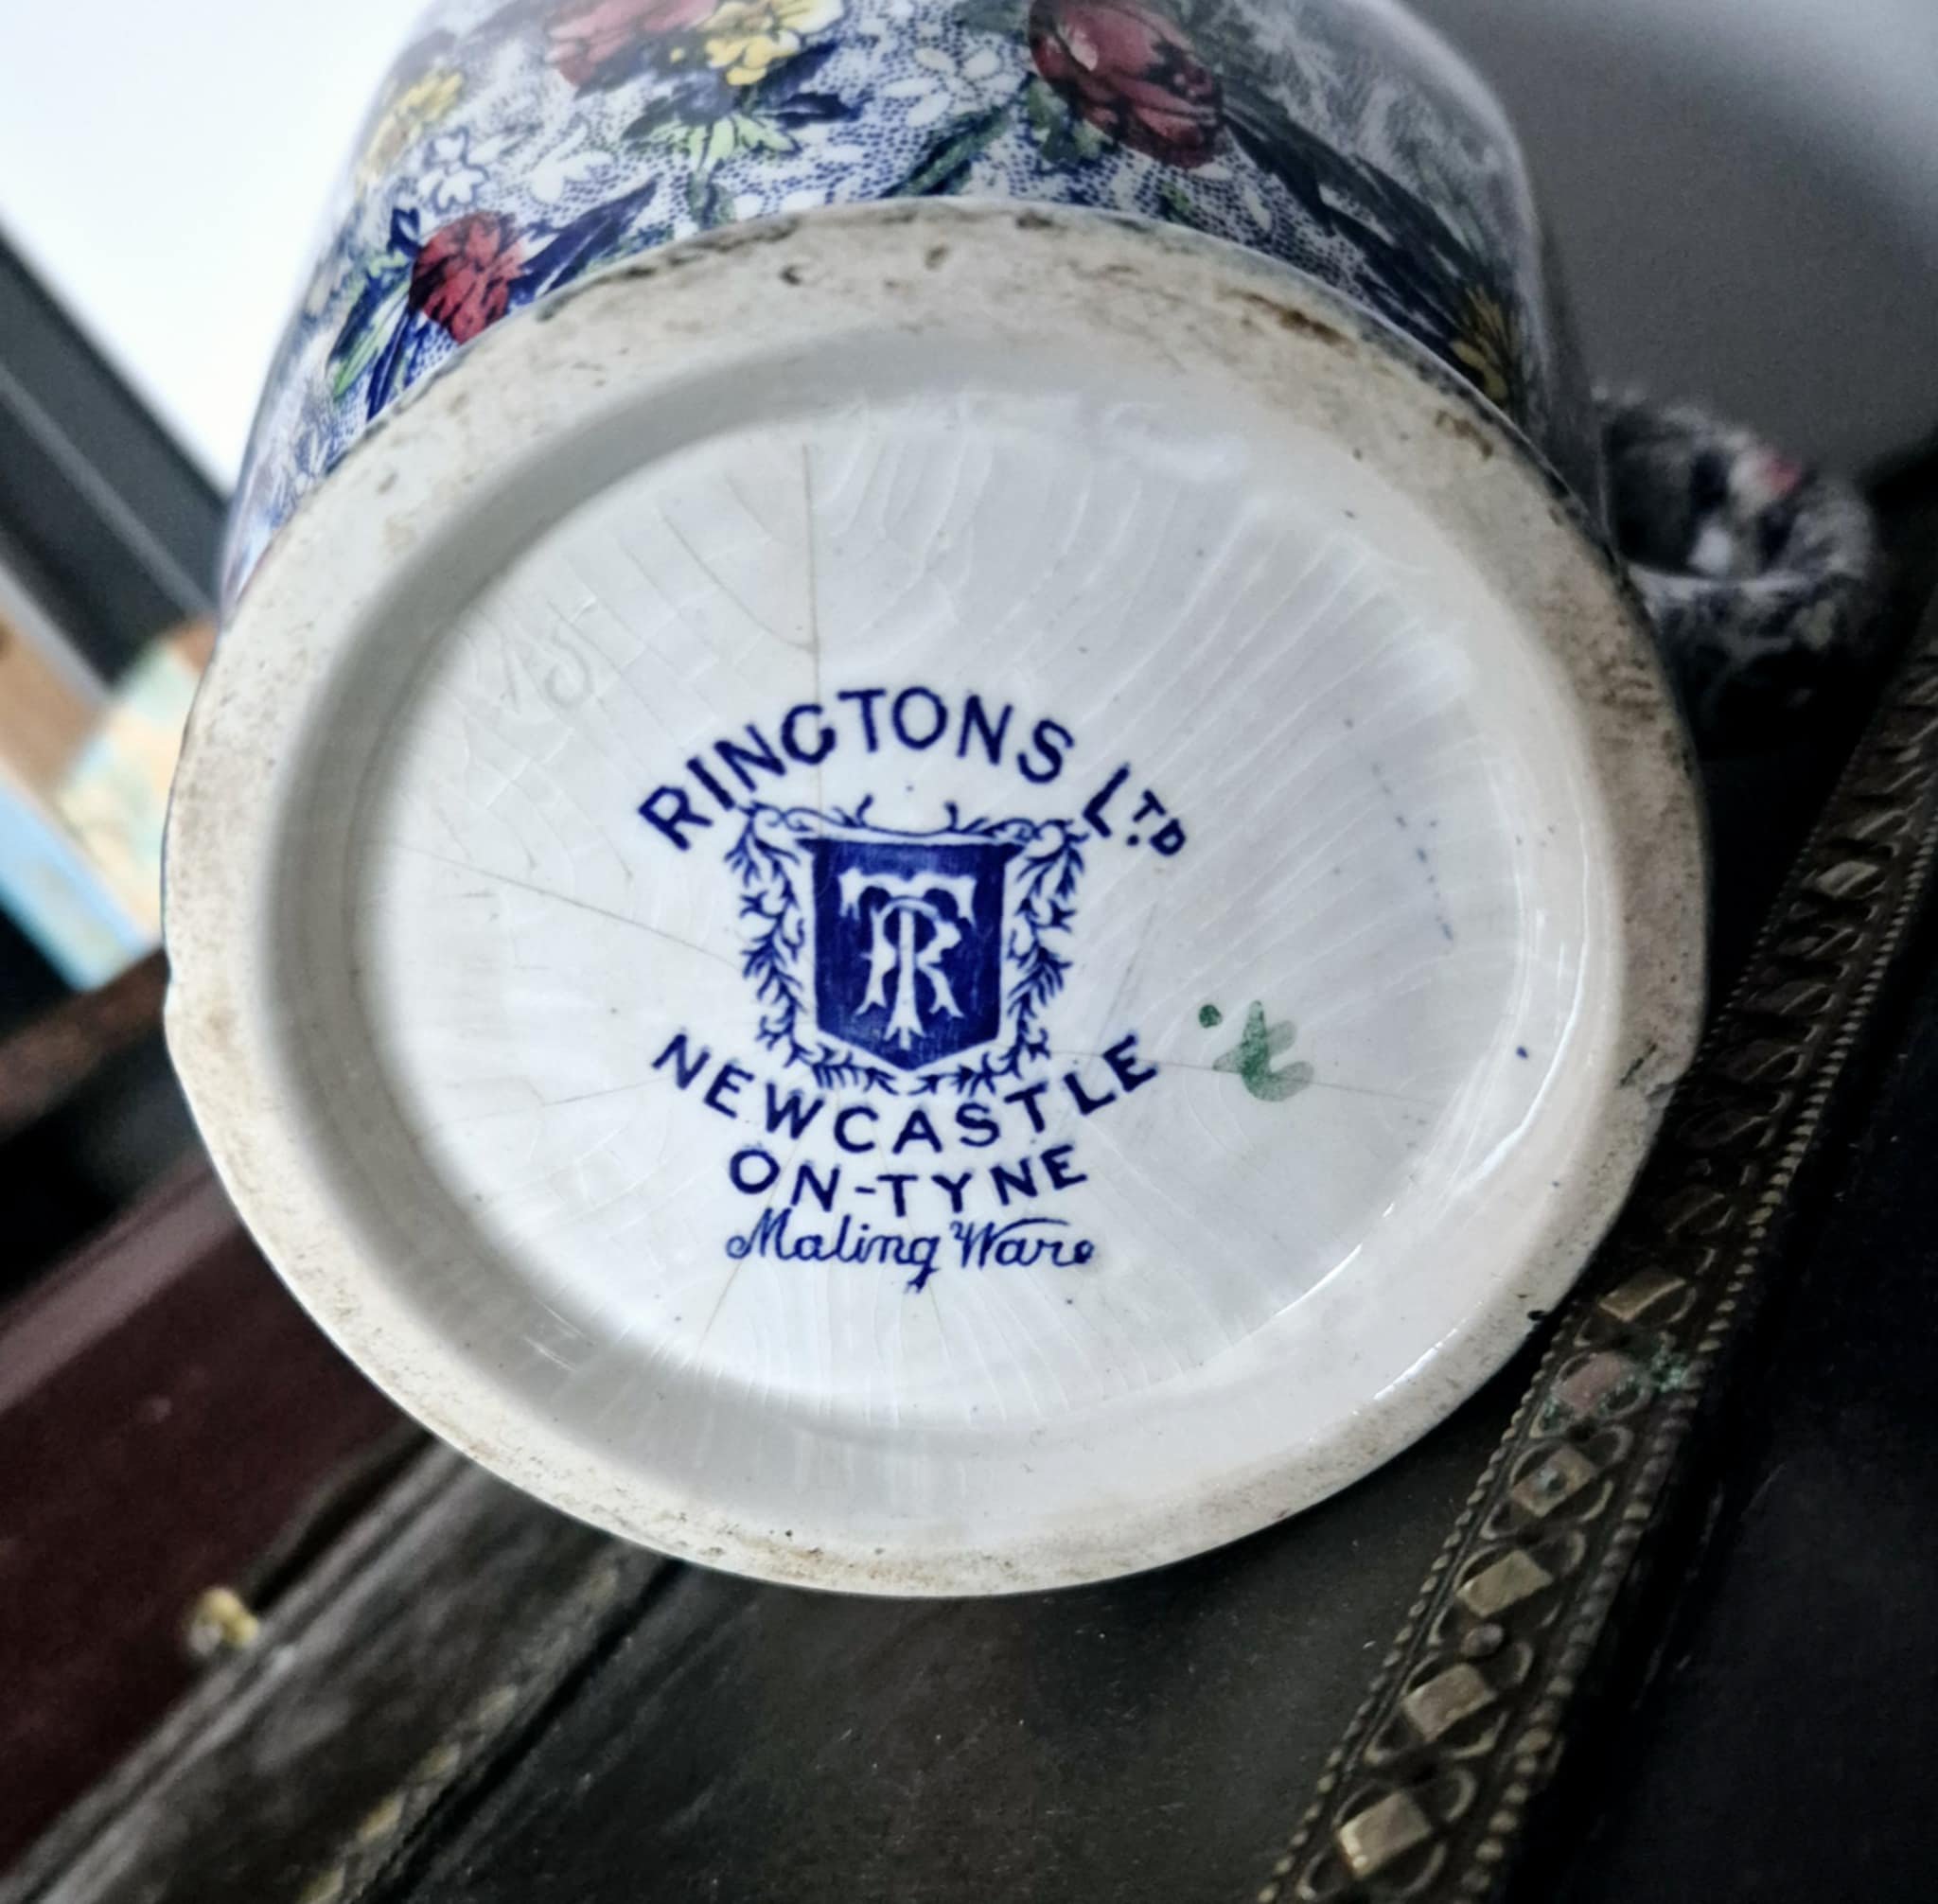 RINGTONS LTD
TR
NEWCASTLE
ON-TYNE
Maling Ware